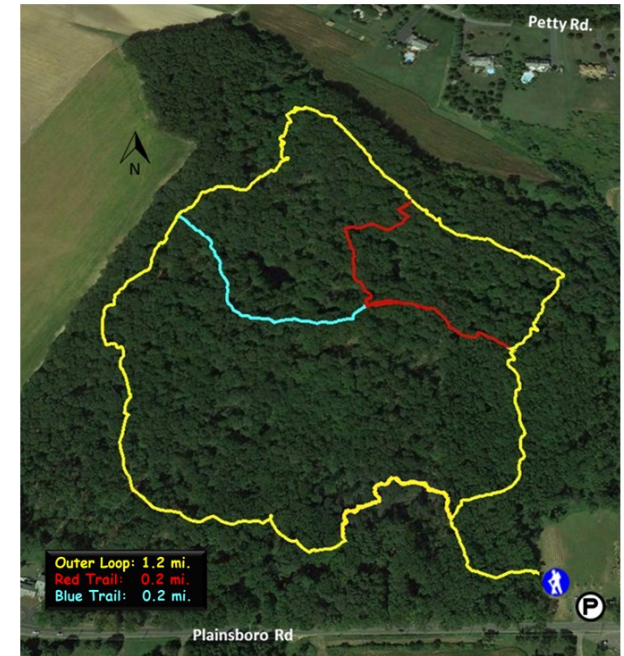 Petty Rd.
N
Outer Loop: 1.2 mi.
Red Trail: 0.2 mi.
Blue Trail: 0.2 mi.
P
Plainsboro Rd